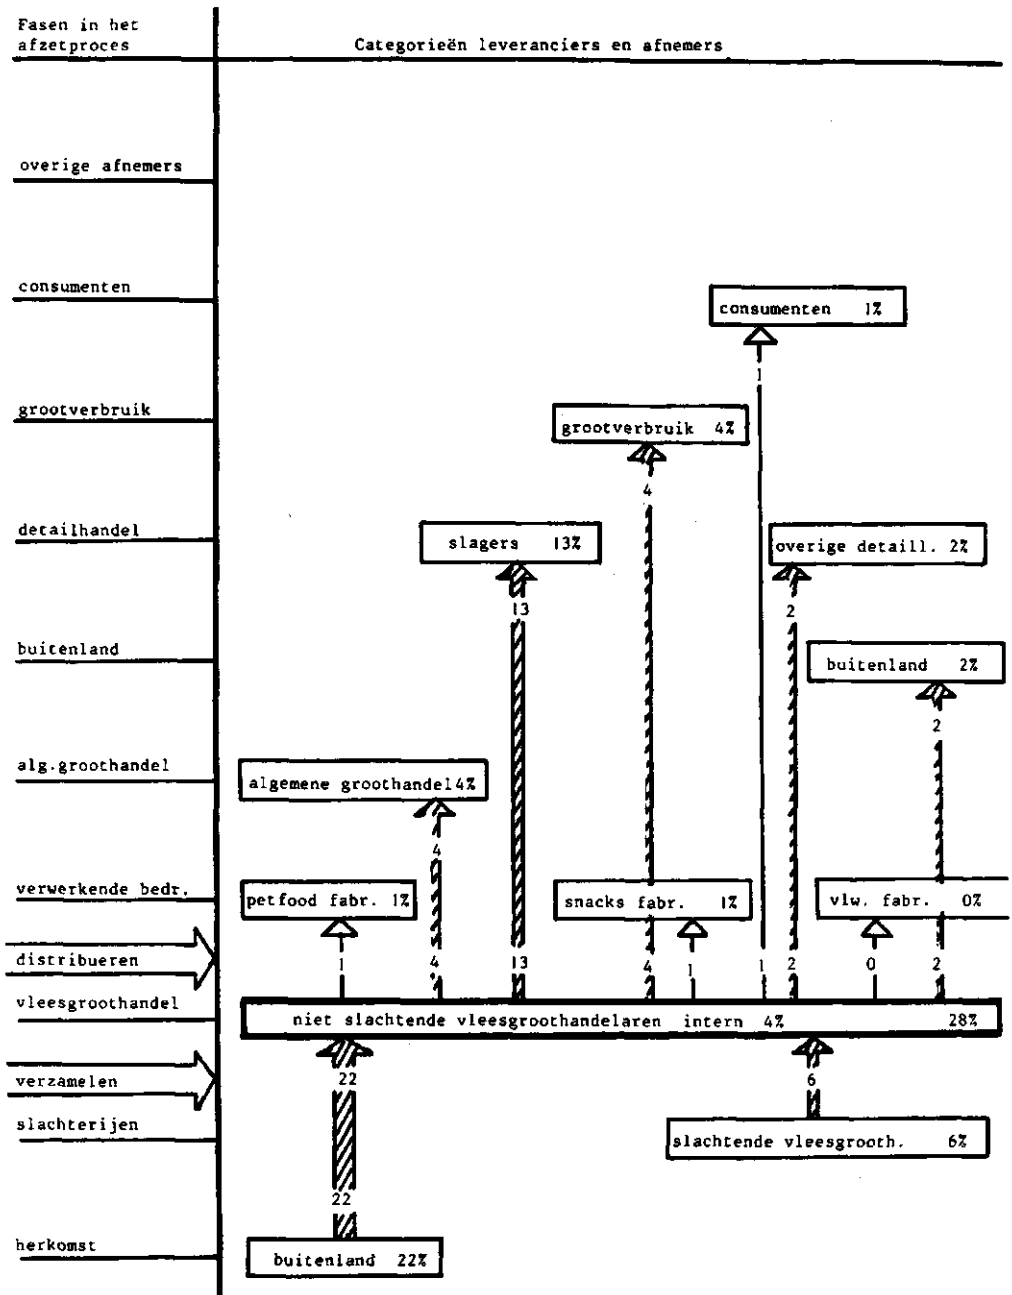 Fasen in het
afzetproces
Categorieën leveranciers en afnemers
overige afnemers
consumenten
consumenten 1%
1
grootverbruik
grootverbruik 4%
4
detailhandel
slagers 13%
overige detaill. 2%
13
2
buitenland
buitenland 2%
2
alg.groothandel
algemene groothandel 4%
4
verwerkende bedr.
petfood fabr. 1%
snacks fabr. 1%
vlw. fabr. 0%
distribueren
1
4
13
4
1
1
2
0
2
vleesgroothandel
niet slachtende vleesgroothandelaren intern 4% 28%
verzamelen
22
6
slachterijen
slachtende vleesgrooth. 6%
22
herkomst
buitenland 22%